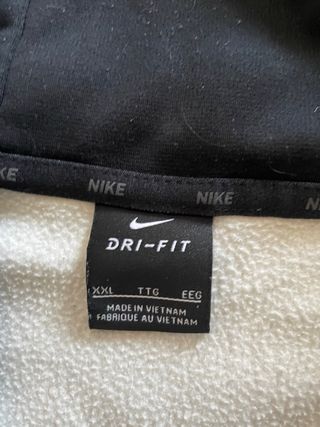 NIKE NIKE NIKE
DRI-FIT
XXL TTG EEG
MADE IN VIETNAM
FABRIQUE AU VIETNAM